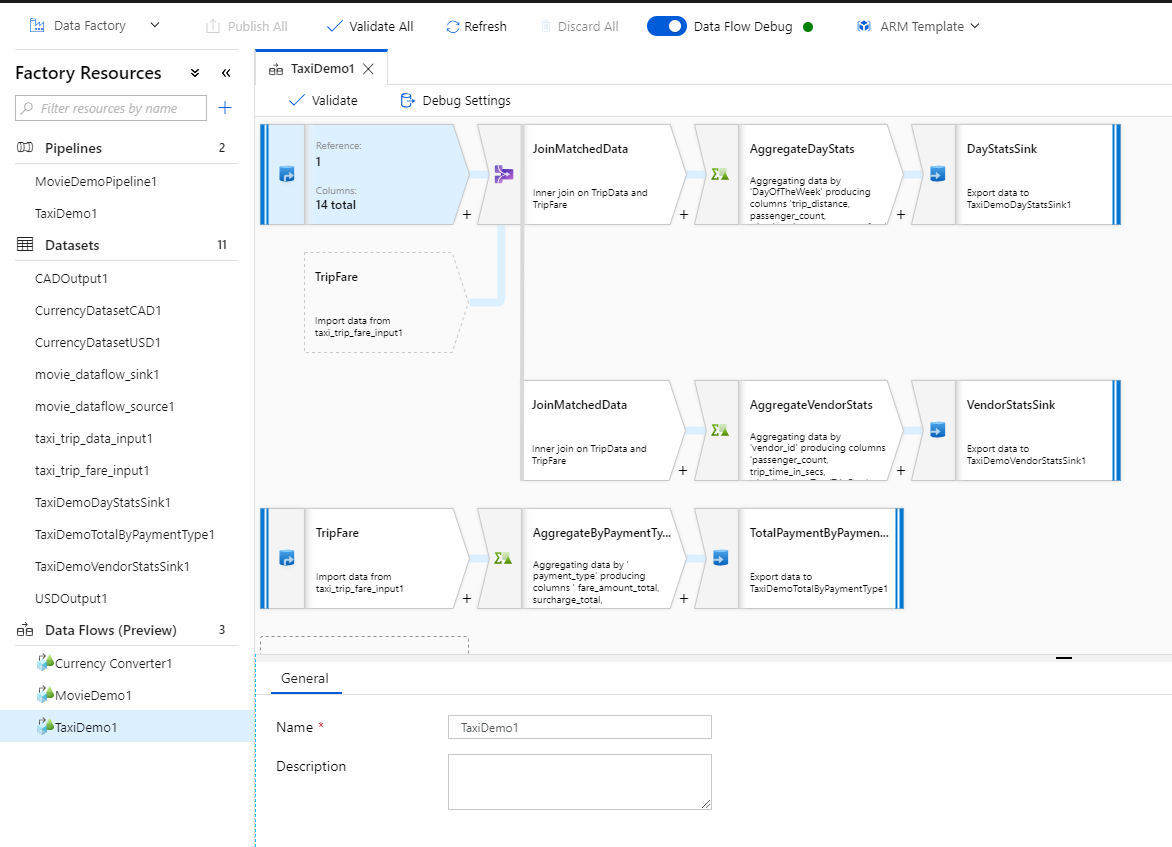 Data Factory
Publish All
Validate All
Refresh
Discard All
Data Flow Debug
ARM Template
Factory Resources
Filter resources by name
Pipelines 2
MovieDemoPipeline1
TaxiDemo1
Datasets 11
CADOutput1
CurrencyDatasetCAD1
CurrencyDatasetUSD1
movie_dataflow_sink1
movie_dataflow_source1
taxi_trip_data_input1
taxi_trip_fare_input1
TaxiDemoDayStatsSink1
TaxiDemoTotalByPaymentType1
TaxiDemoVendorStatsSink1
USDOutput1
Data Flows (Preview) 3
Currency Converter1
MovieDemo1
TaxiDemo1
TaxiDemo1
Validate
Debug Settings
Reference:
1
Columns:
14 total
+
JoinMatchedData
Inner join on TripData and
TripFare
+
AggregateDayStats
Aggregating data by
'DayOfTheWeek' producing
columns 'trip_distance,
passenger_count,
+
DayStatsSink
Export data to
TaxiDemoDayStatsSink1
TripFare
Import data from
taxi_trip_fare_input1
JoinMatchedData
Inner join on TripData and
TripFare
+
AggregateVendorStats
Aggregating data by
'vendor_id' producing columns
'passenger_count,
trip_time_in_secs,
+
VendorStatsSink
Export data to
TaxiDemoVendorStatsSink1
TripFare
Import data from
taxi_trip_fare_input1
+
AggregateByPaymentTy...
Aggregating data by '
payment_type' producing
columns ' fare_amount_total,
surcharge_total,
+
TotalPaymentByPaymen...
Export data to
TaxiDemoTotalByPaymentType1
General
Name *
TaxiDemo1
Description